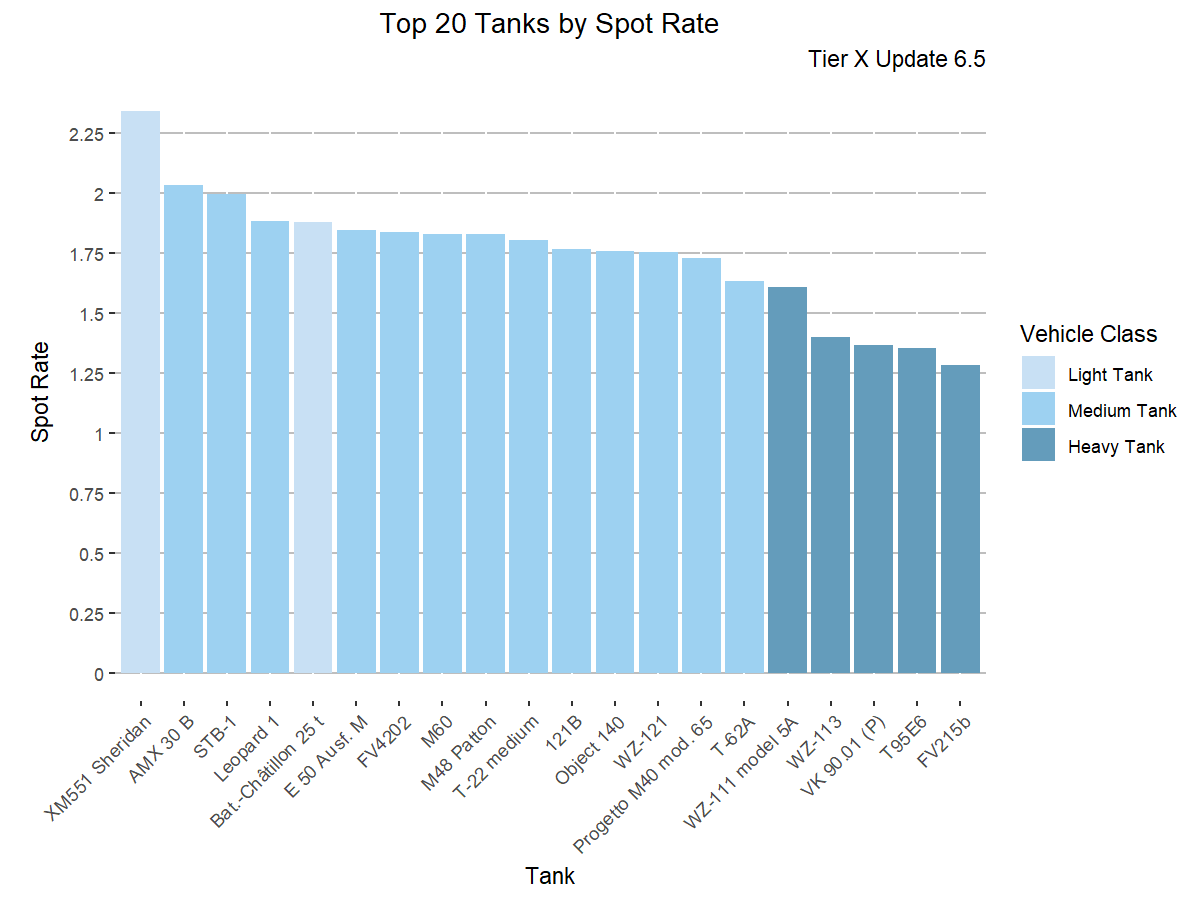 Top 20 Tanks by Spot Rate
Tier X Update 6.5
Spot Rate
2.25
2
1.75
1.5
1.25
1
0.75
0.5
0.25
0
XM551 Sheridan
AMX 30 B
STB-1
Leopard 1
Bat.-Châtillon 25 t
E 50 Ausf. M
FV4202
M60
M48 Patton
T-22 medium
121B
Object 140
WZ-121
Progetto M40 mod. 65
T-62A
WZ-111 model 5A
WZ-113
VK 90.01 (P)
T95E6
FV215b
Tank
Vehicle Class
Light Tank
Medium Tank
Heavy Tank